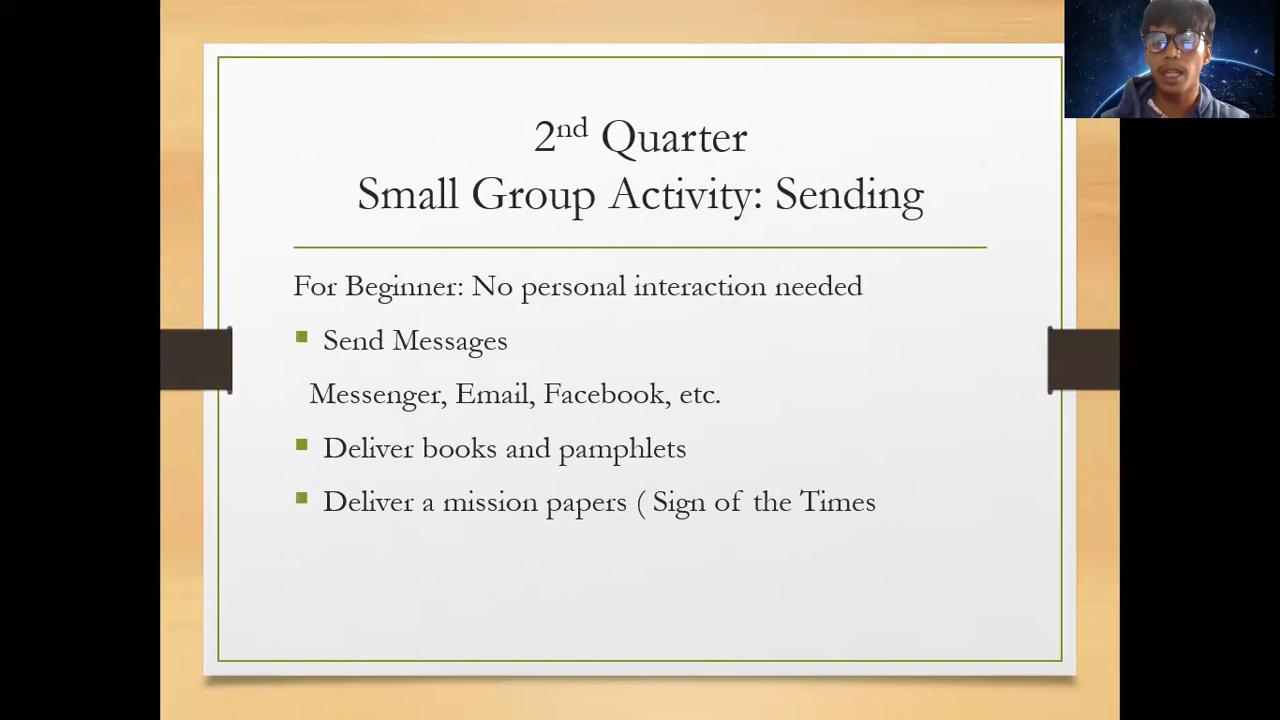 2nd Quarter
Small Group Activity: Sending
For Beginner: No personal interaction needed
Send Messages
Messenger, Email, Facebook, etc.
Deliver books and pamphlets
Deliver a mission papers ( Sign of the Times